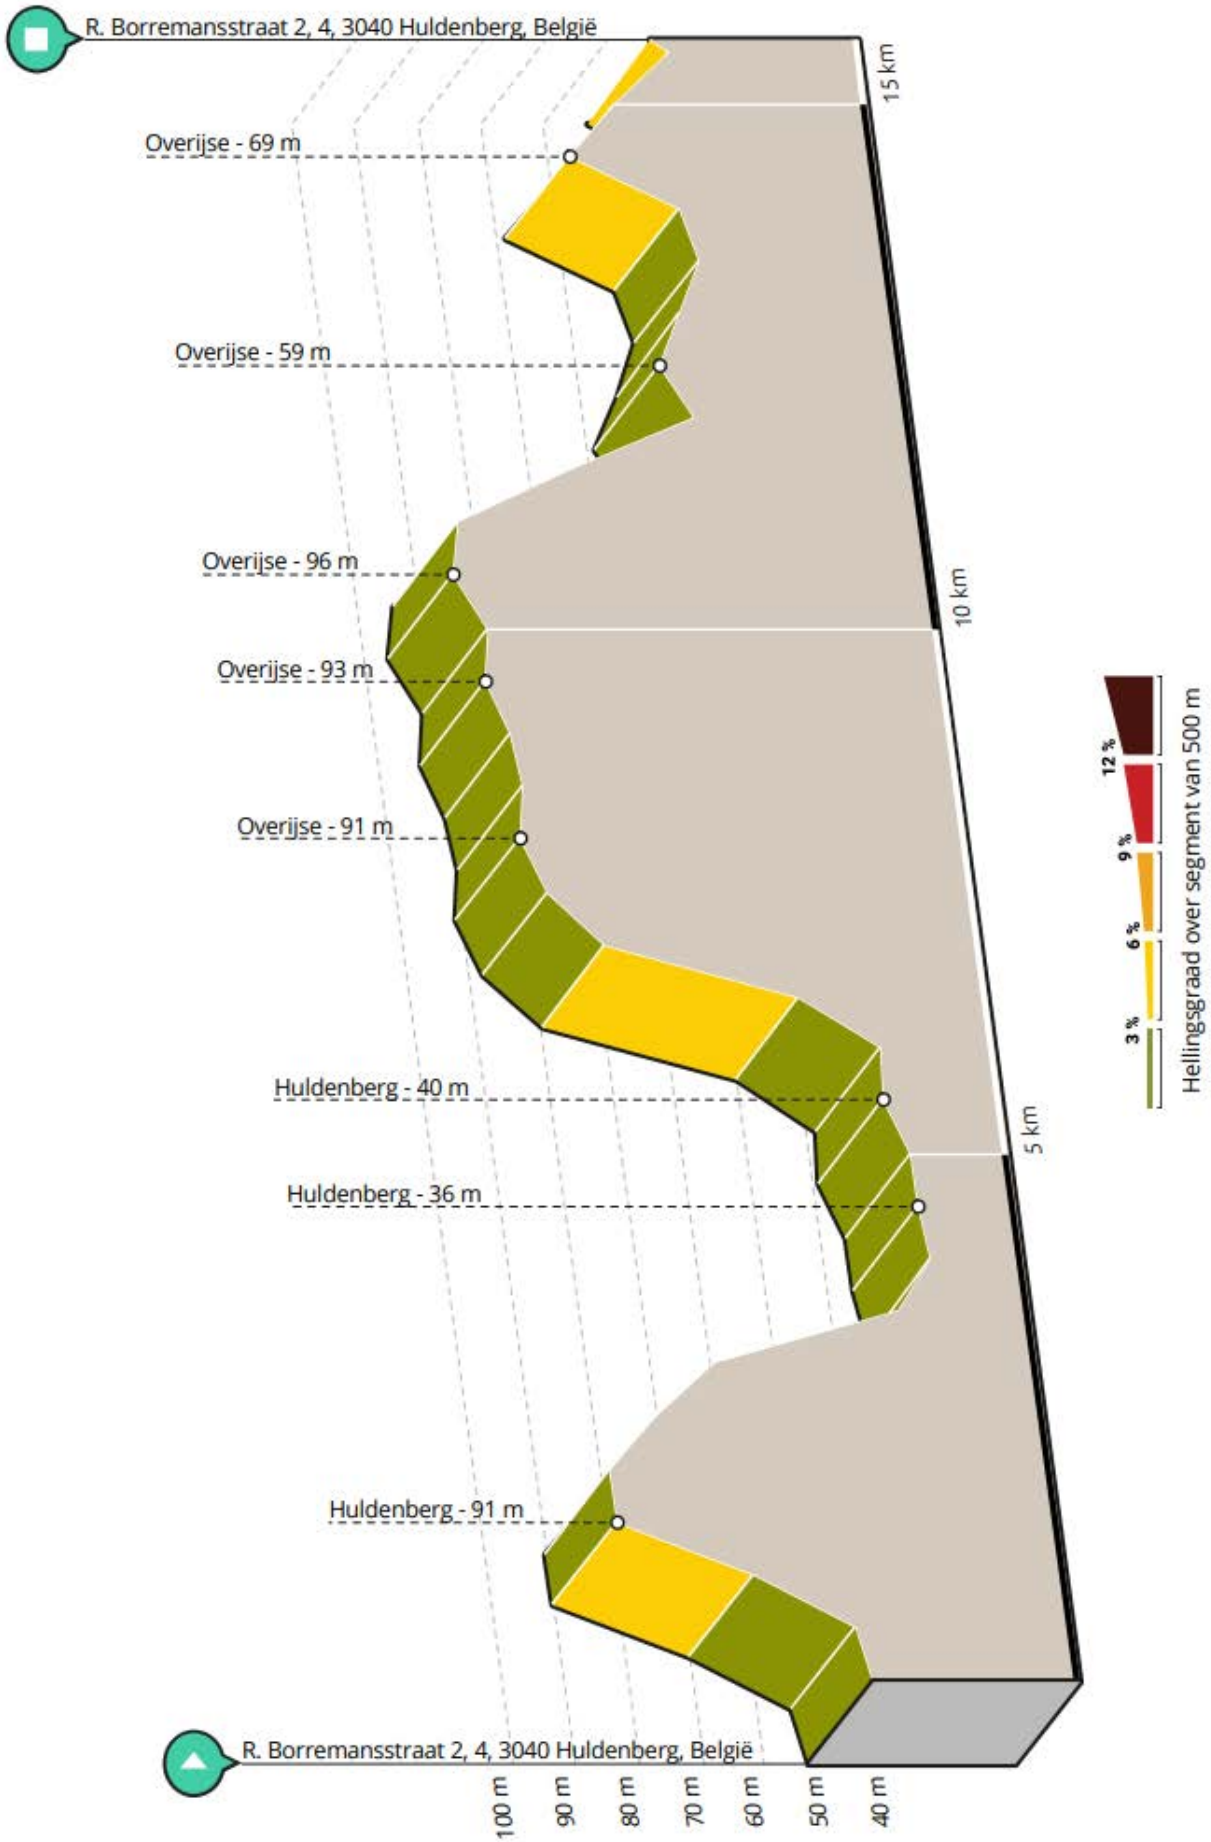 R. Borremansstraat 2, 4, 3040 Huldenberg, België
Overijse - 69 m
Overijse - 59 m
Overijse - 96 m
Overijse - 93 m
Overijse - 91 m
Huldenberg - 40 m
Huldenberg - 36 m
Huldenberg - 91 m
R. Borremansstraat 2, 4, 3040 Huldenberg, België
100 m
90 m
80 m
70 m
60 m
50 m
40 m
5 km
10 km
15 km
3 %
6 %
9 %
12 %
Hellingsgraad over segment van 500 m